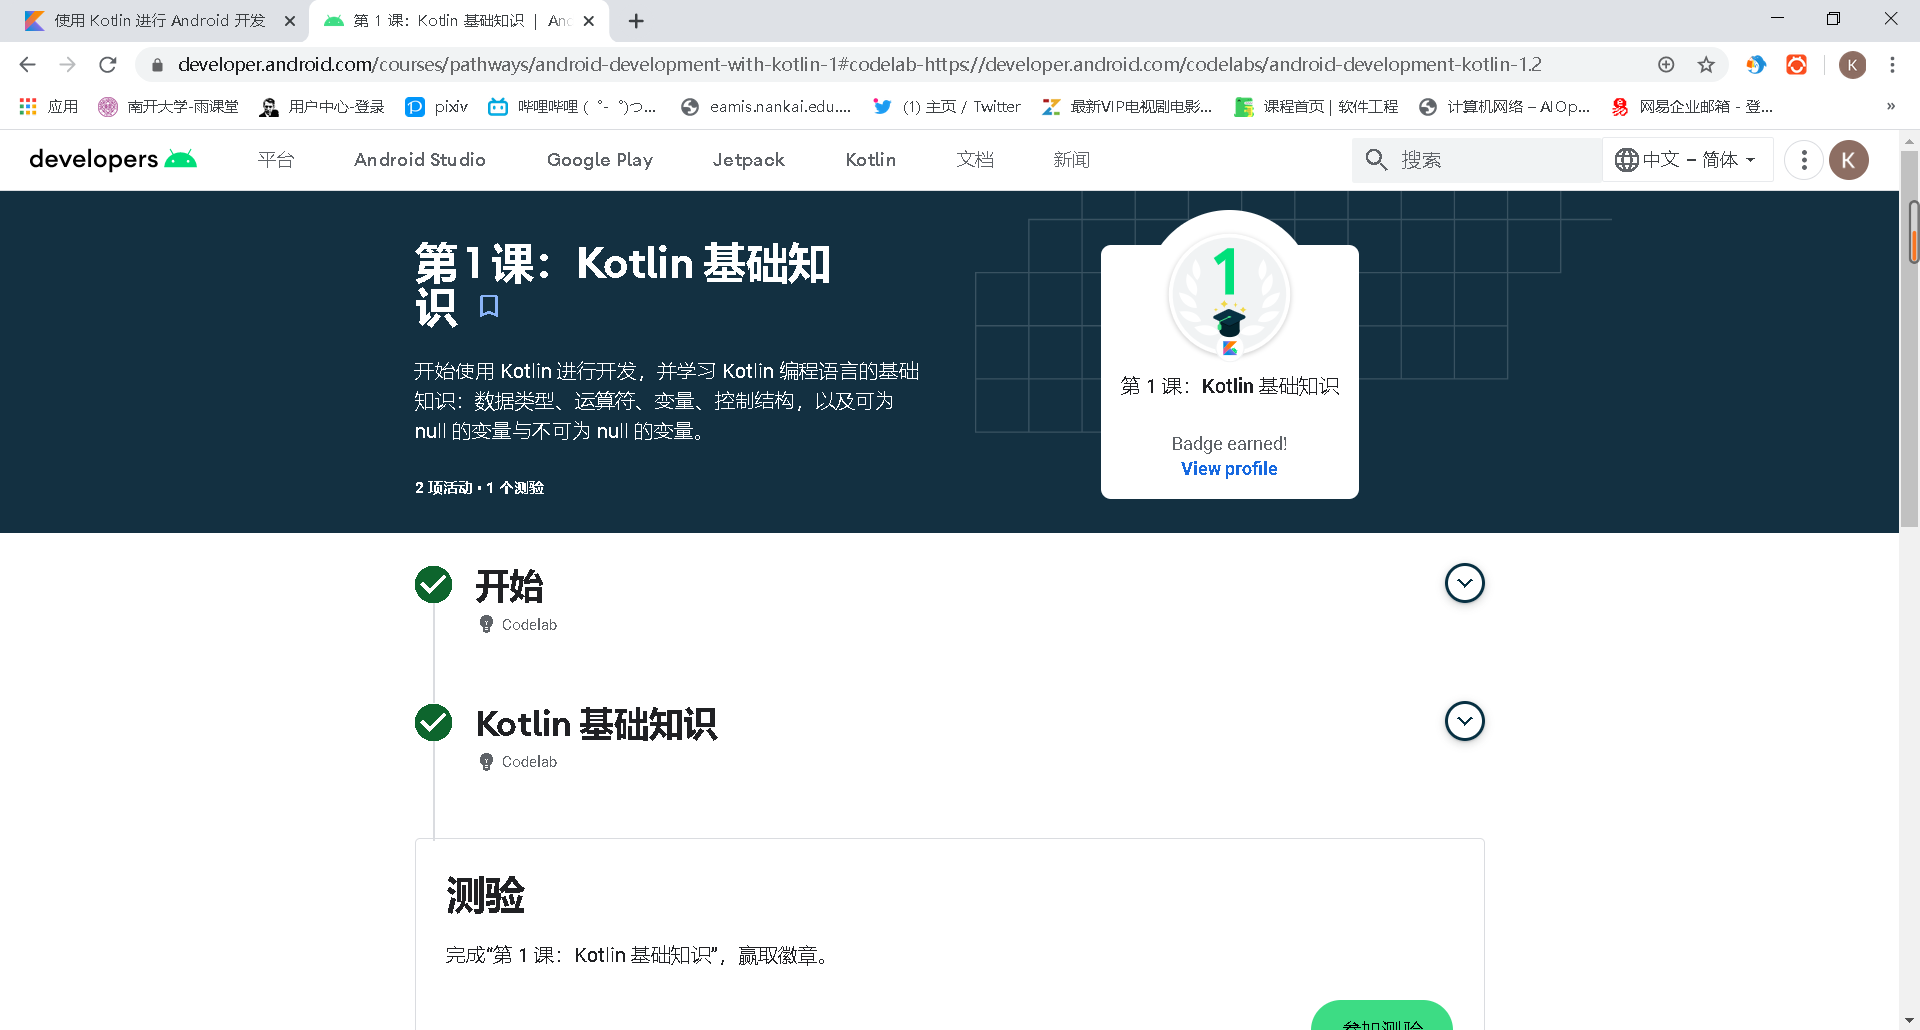 使用 Kotlin 进行 Android 开发
第 1 课：Kotlin 基础知识 | An
developer.android.com/courses/pathways/android-development-with-kotlin-1#codelab-https://developer.android.com/codelabs/android-development-kotlin-1.2
K
应用
南开大学-雨课堂
用户中心-登录
pixiv
哔哩哔哩 ( ゜- ゜)つ...
eamis.nankai.edu....
(1) 主页 / Twitter
最新VIP电视剧电影...
课程首页 | 软件工程
计算机网络 – AIOp...
网易企业邮箱 - 登...
»
developers
平台
Android Studio
Google Play
Jetpack
Kotlin
文档
新闻
搜索
中文 – 简体
K
第 1 课：Kotlin 基础知
识
开始使用 Kotlin 进行开发，并学习 Kotlin 编程语言的基础
知识：数据类型、运算符、变量、控制结构，以及可为
null 的变量与不可为 null 的变量。
2 项活动 • 1 个测验
1
第 1 课：Kotlin 基础知识
Badge earned!
View profile
开始
Codelab
Kotlin 基础知识
Codelab
测验
完成“第 1 课：Kotlin 基础知识”，赢取徽章。
参加测验